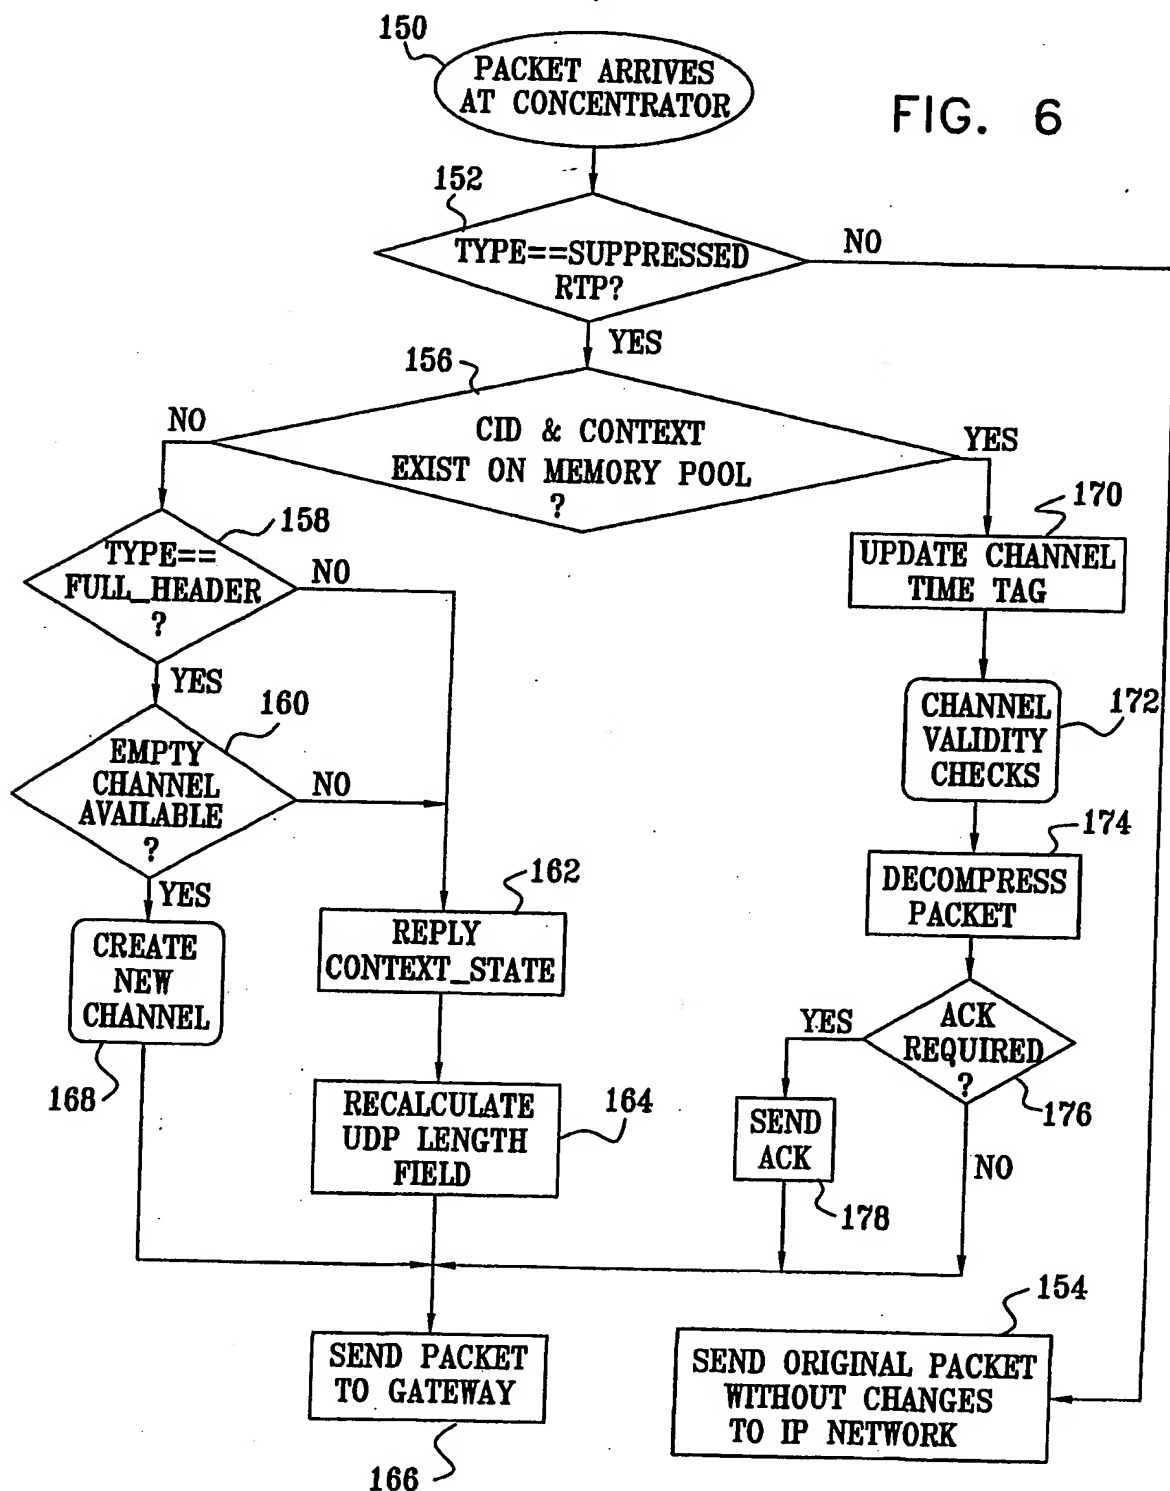 150
PACKET ARRIVES
AT CONCENTRATOR
FIG. 6
152
TYPE==SUPPRESSED
RTP?
NO
YES
156
CID & CONTEXT
EXIST ON MEMORY POOL
?
NO
YES
158
TYPE==
FULL_HEADER
?
NO
YES
170
UPDATE CHANNEL
TIME TAG
160
EMPTY
CHANNEL
AVAILABLE
?
NO
YES
172
CHANNEL
VALIDITY
CHECKS
174
DECOMPRESS
PACKET
162
REPLY
CONTEXT_STATE
CREATE
NEW
CHANNEL
168
ACK
REQUIRED
?
YES
176
NO
RECALCULATE
UDP LENGTH
FIELD
164
SEND
ACK
178
154
SEND PACKET
TO GATEWAY
166
SEND ORIGINAL PACKET
WITHOUT CHANGES
TO IP NETWORK